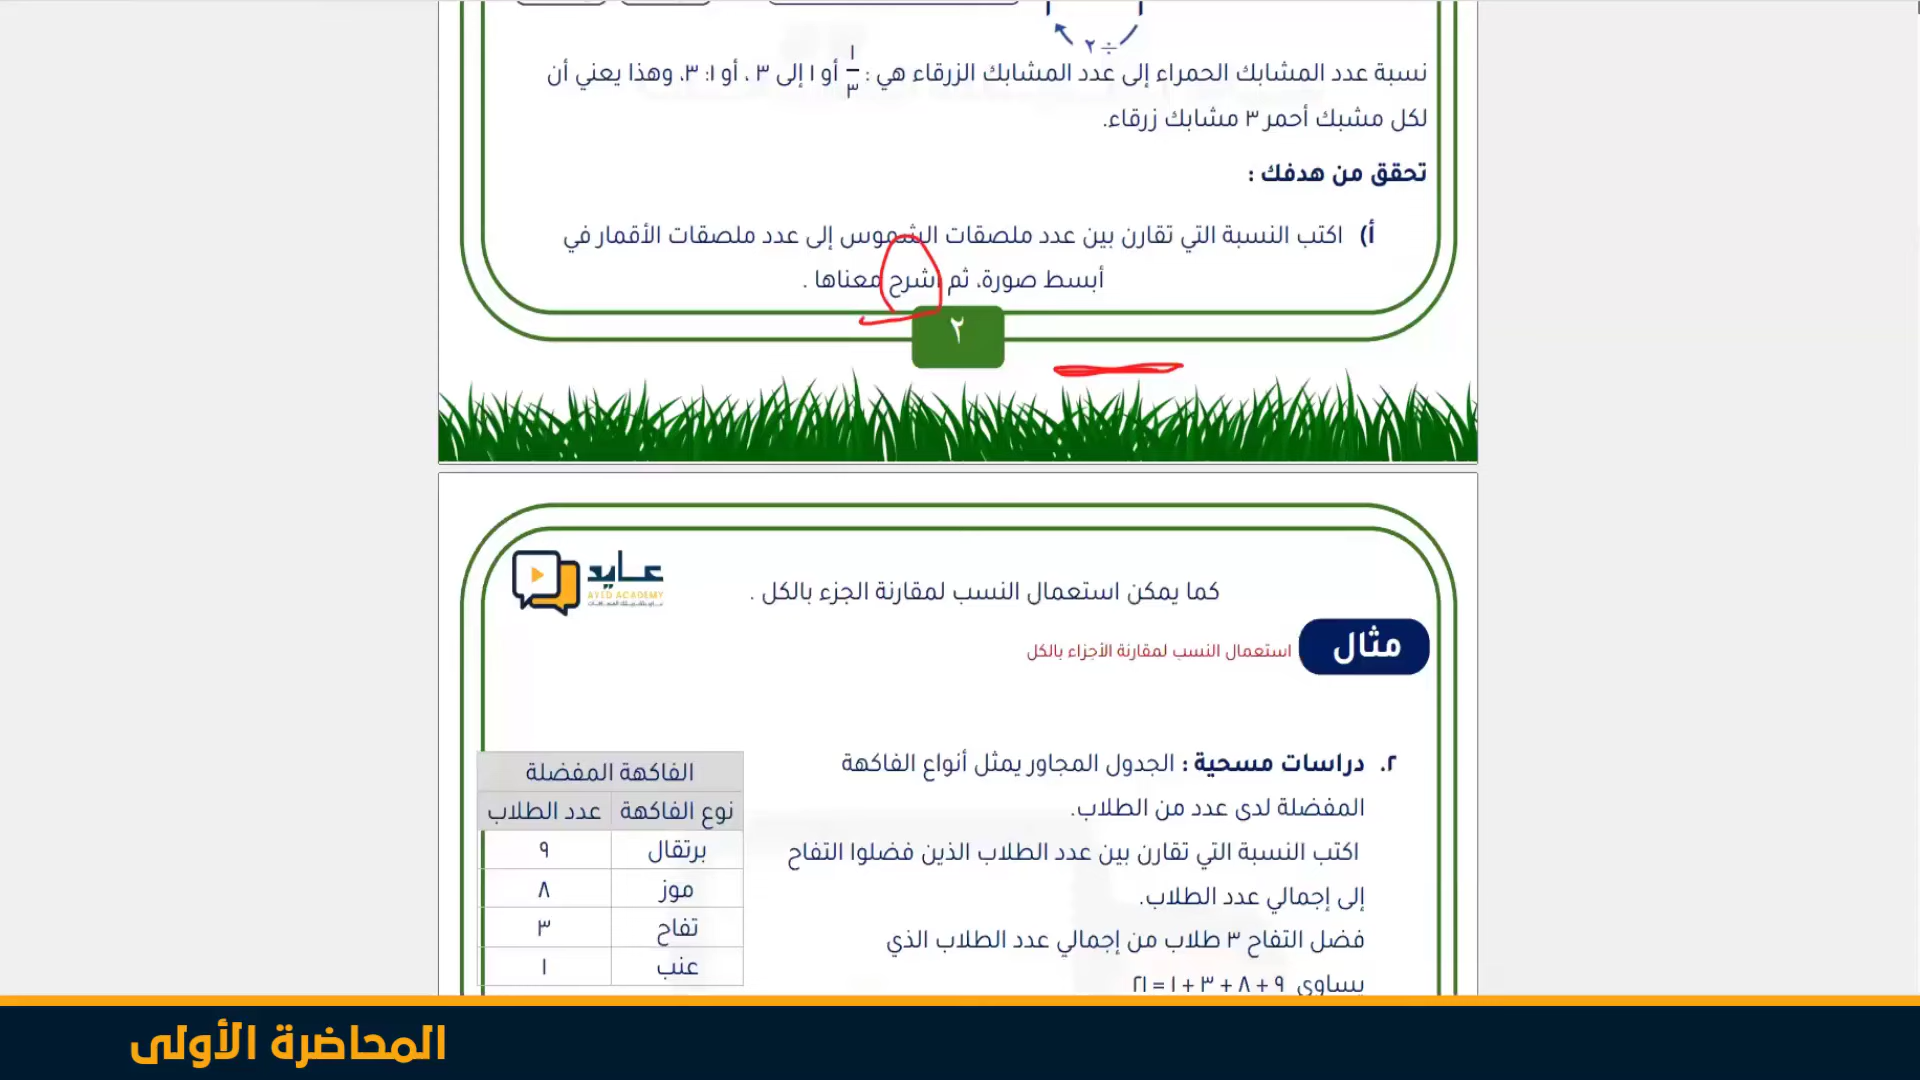 ÷ ٢
نسبة عدد المشابك الحمراء إلى عدد المشابك الزرقاء هي : ١/٣ أو ١ إلى ٣ ، أو ١: ٣، وهذا يعني أن
لكل مشبك أحمر ٣ مشابك زرقاء.
تحقق من هدفك :
أ) اكتب النسبة التي تقارن بين عدد ملصقات الشموس إلى عدد ملصقات الأقمار في
أبسط صورة، ثم اشرح معناها .
٢
عايد
AYED ACADEMY
كما يمكن استعمال النسب لمقارنة الجزء بالكل .
مثال
استعمال النسب لمقارنة الأجزاء بالكل
٢. دراسات مسحية : الجدول المجاور يمثل أنواع الفاكهة
المفضلة لدى عدد من الطلاب.
اكتب النسبة التي تقارن بين عدد الطلاب الذين فضلوا التفاح
إلى إجمالي عدد الطلاب.
فضل التفاح ٣ طلاب من إجمالي عدد الطلاب الذي
يساوي ٩ + ٨ + ٣ + ١ = ٢١
الفاكهة المفضلة
نوع الفاكهة عدد الطلاب
برتقال ٩
موز ٨
تفاح ٣
عنب ١
المحاضرة الأولى